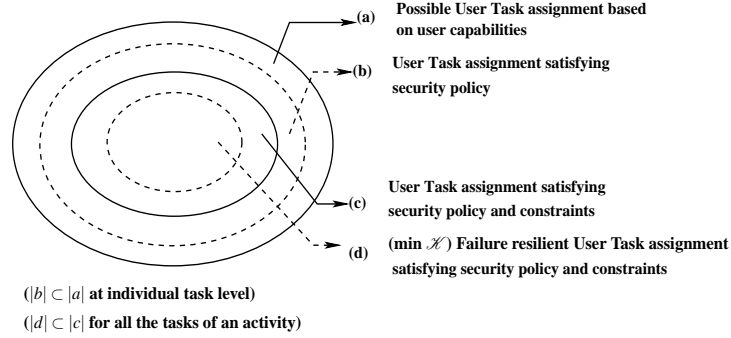 (a) Possible User Task assignment based
on user capabilities
(b) User Task assignment satisfying
security policy
(c) User Task assignment satisfying
security policy and constraints
(d) (min 𝒦) Failure resilient User Task assignment
satisfying security policy and constraints
(|b| ⊂ |a| at individual task level)
(|d| ⊂ |c| for all the tasks of an activity)